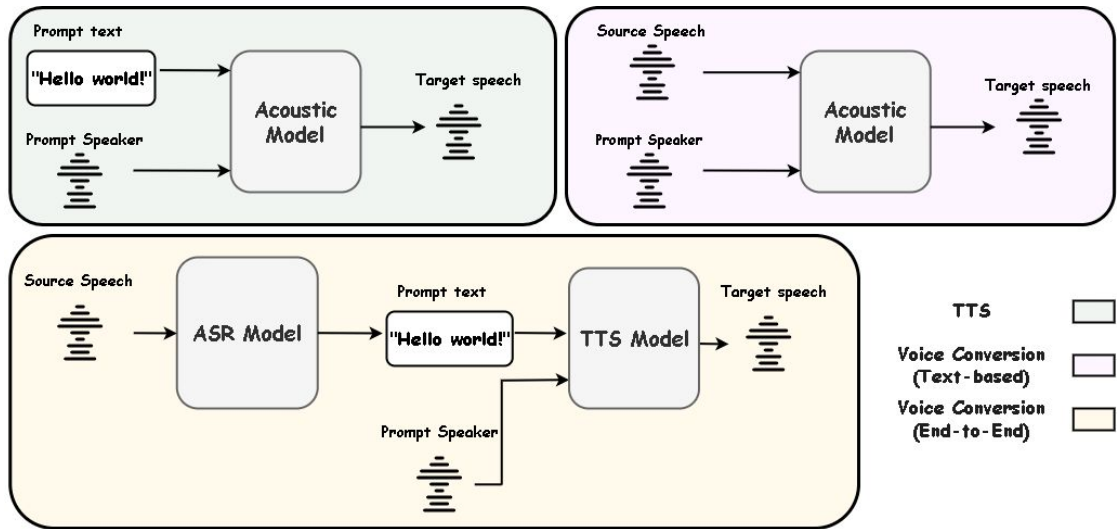 Prompt text
"Hello world!"
Prompt Speaker
Acoustic
Model
Target speech
Source Speech
Prompt Speaker
Acoustic
Model
Target speech
Source Speech
ASR Model
Prompt text
"Hello world!"
Prompt Speaker
TTS Model
Target speech
TTS
Voice Conversion
(Text-based)
Voice Conversion
(End-to-End)